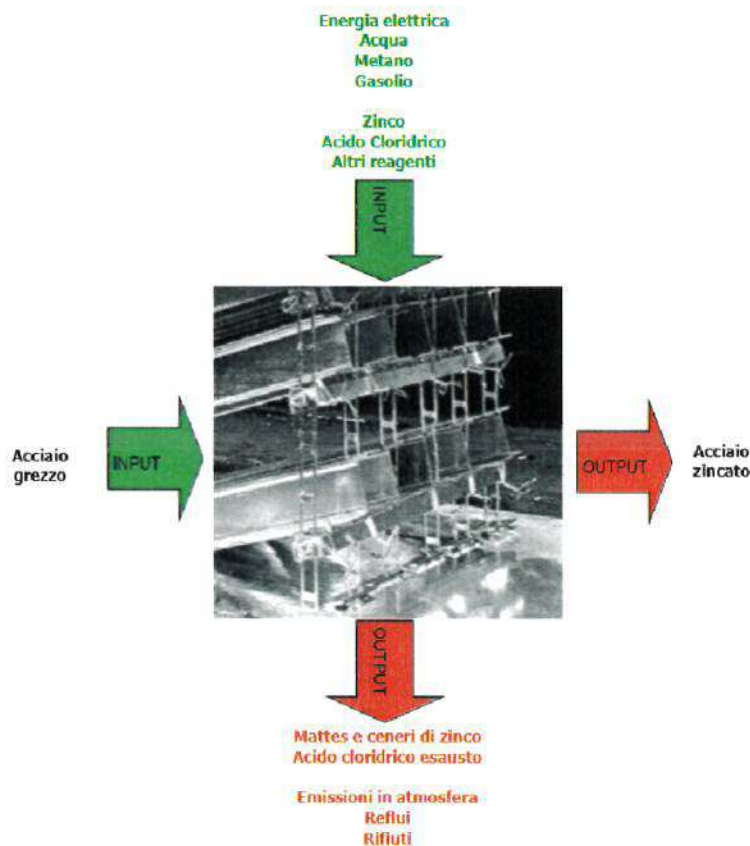 Energia elettrica
Acqua
Metano
Gasolio
Zinco
Acido Cloridrico
Altri reagenti
INPUT
Acciaio
grezzo
INPUT
OUTPUT
Acciaio
zincato
OUTPUT
Mattes e ceneri di zinco
Acido cloridrico esausto
Emissioni in atmosfera
Reflui
Rifiuti